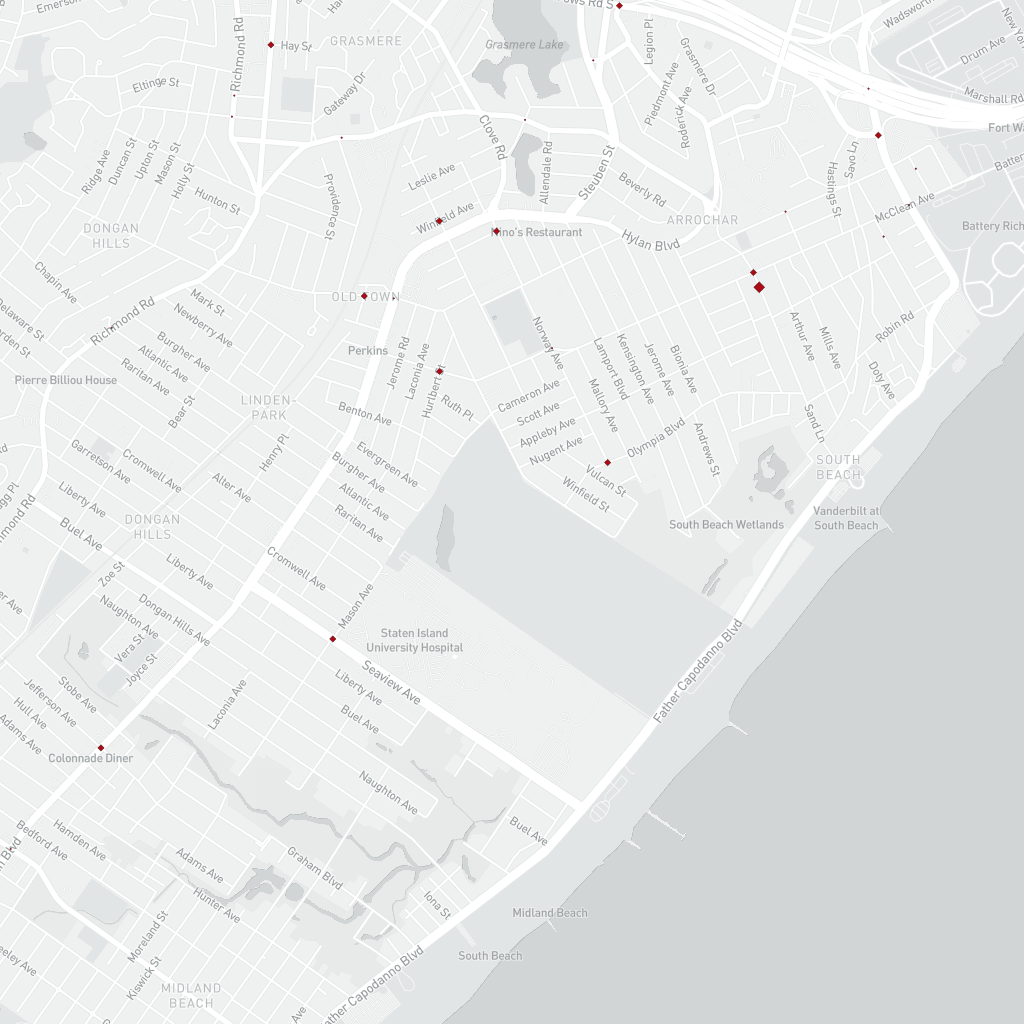 Emerson
Richmond Rd
Hay St
GRASMERE
Grasmere Lake
Legion Pl
Grasmere Dr
Wadsworth
Drum Ave
Eltinge St
Gateway Dr
Piedmont Ave
Roderick Ave
Marshall Rd
Clove Rd
Ridge Ave
Duncan St
Upton St
Mason St
Holly St
Hunton St
Providence St
Leslie Ave
Allendale Rd
Steuben St
Beverly Rd
Savo Ln
Hastings St
McClean Ave
ARROCHAR
Winfield Ave
Nino's Restaurant
Hylan Blvd
DONGAN
HILLS
Chapin Ave
Mark St
Newberry Ave
OLD TOWN
Richmond Rd
Burgher Ave
Atlantic Ave
Raritan Ave
Perkins
Jerome Rd
Laconia Ave
Hurlbert St
Norway Ave
Lamport Blvd
Kensington Ave
Jerome Ave
Bionia Ave
Arthur Ave
Mills Ave
Robin Rd
Doty Ave
Pierre Billiou House
Bear St
LINDEN-
PARK
Benton Ave
Ruth Pl
Cameron Ave
Scott Ave
Appleby Ave
Nugent Ave
Mallory Ave
Olympia Blvd
Andrews St
Sand Ln
Vulcan St
Winfield St
SOUTH
BEACH
Henry Pl
Garretson Ave
Cromwell Ave
Liberty Ave
Alter Ave
Evergreen Ave
Burgher Ave
Atlantic Ave
Raritan Ave
South Beach Wetlands
Vanderbilt at
South Beach
Buel Ave
DONGAN
HILLS
Zoe St
Liberty Ave
Cromwell Ave
Mason Ave
Naughton Ave
Dongan Hills Ave
Vera St
Joyce St
Staten Island
University Hospital
Father Capodanno Blvd
Stobe Ave
Jefferson Ave
Hull Ave
Adams Ave
Laconia Ave
Seaview Ave
Liberty Ave
Buel Ave
Colonnade Diner
Naughton Ave
Buel Ave
Bedford Ave
Hamden Ave
Adams Ave
Graham Blvd
Hunter Ave
Iona St
Midland Beach
South Beach
Moreland St
Kiswick St
MIDLAND
BEACH
Father Capodanno Blvd
Ave